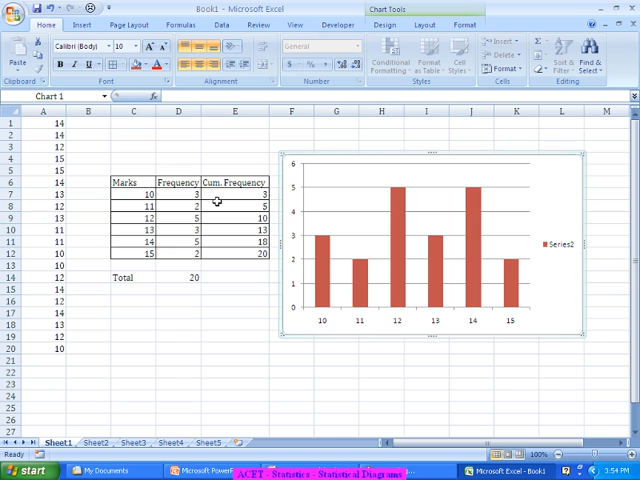 Book1 - Microsoft Excel
Chart Tools
Home Insert Page Layout Formulas Data Review View Developer Design Layout Format
Paste
Calibri (Body) 10
General
Conditional Formatting
Format as Table
Cell Styles
Insert
Delete
Format
Sort & Filter
Find & Select
Clipboard Font Alignment Number Styles Cells Editing
Chart 1
A B C D E F G H I J K L M
1 14
2 14
3 12
4 15
5 15
6 14 Marks Frequency Cum. Frequency
7 13 10 3 3
8 12 11 2 5
9 13 12 5 10
10 11 13 3 13
11 11 14 5 18
12 10 15 2 20
13 10
14 12 Total 20
15 14
16 12
17 14
18 13
19 12
20 10
21
22
23
24
25
26
27
6
5
4
3
2
1
0
10 11 12 13 14 15
Series2
Sheet1 Sheet2 Sheet3 Sheet4 Sheet5
Ready
100%
start
My Documents
Microsoft
Microsoft Excel - Book1
3:54 PM
ACET - Statistics - Statistical Diagrams